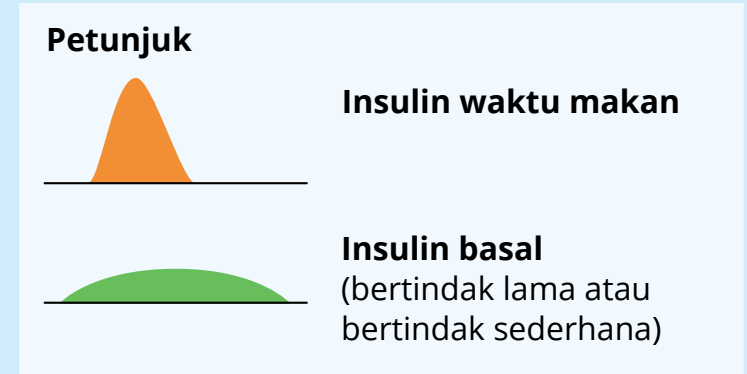 Petunjuk
Insulin waktu makan
Insulin basal
(bertindak lama atau
bertindak sederhana)